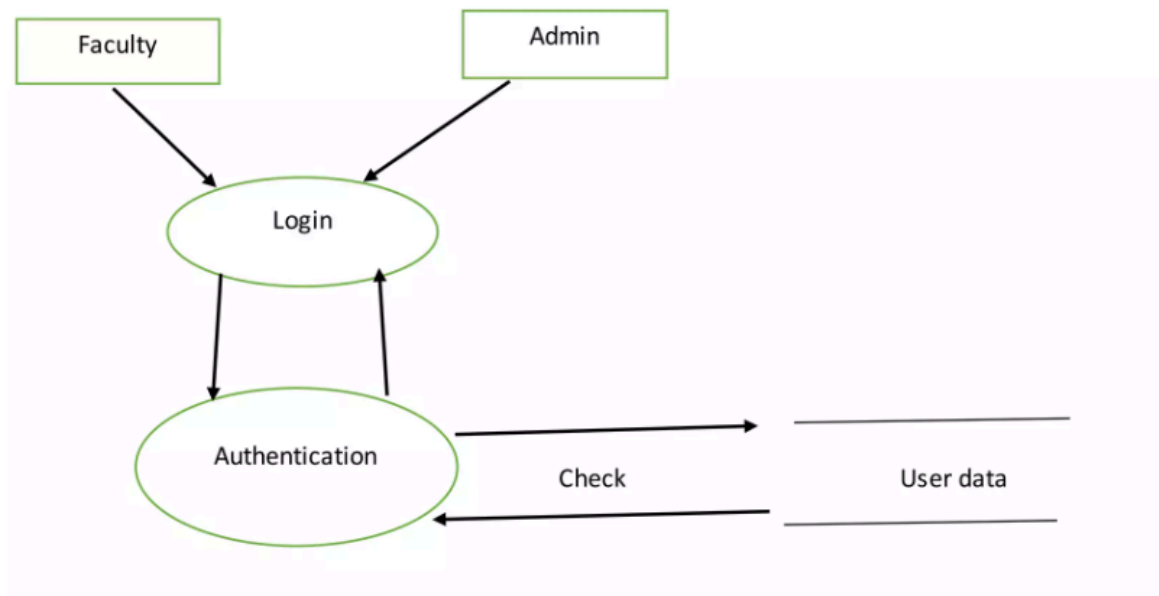 Faculty
Admin
Login
Authentication
Check
User data